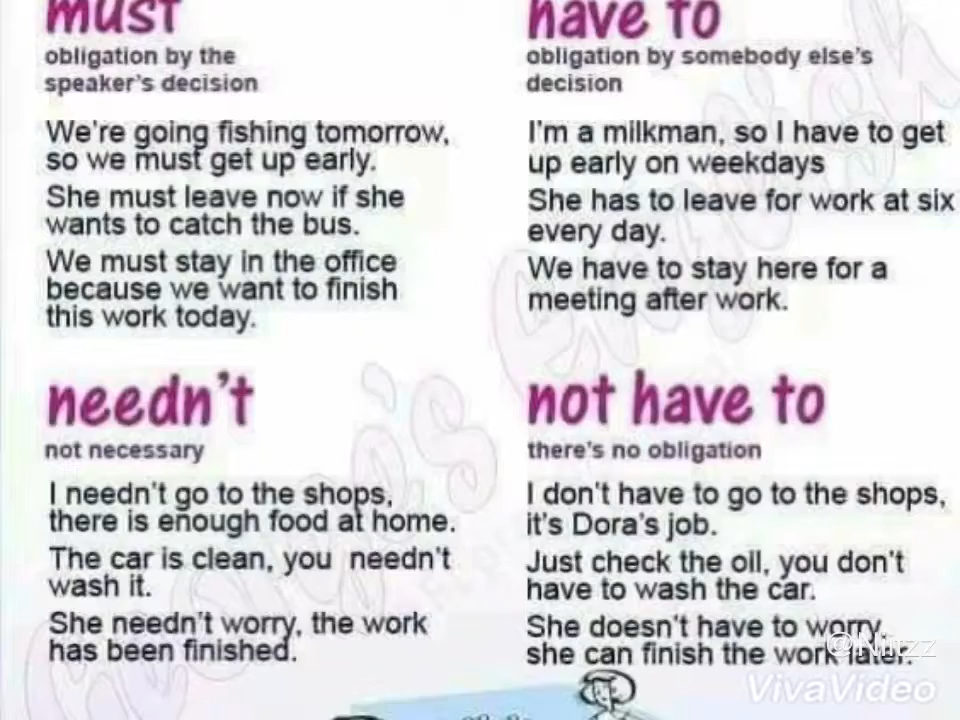 must
obligation by the
speaker's decision
We're going fishing tomorrow,
so we must get up early.
She must leave now if she
wants to catch the bus.
We must stay in the office
because we want to finish
this work today.
have to
obligation by somebody else's
decision
I'm a milkman, so I have to get
up early on weekdays
She has to leave for work at six
every day.
We have to stay here for a
meeting after work.
needn't
not necessary
I needn't go to the shops,
there is enough food at home.
The car is clean, you needn't
wash it.
She needn't worry, the work
has been finished.
not have to
there's no obligation
I don't have to go to the shops,
it's Dora's job.
Just check the oil, you don't
have to wash the car.
She doesn't have to worry,
she can finish the work later.
VivaVideo